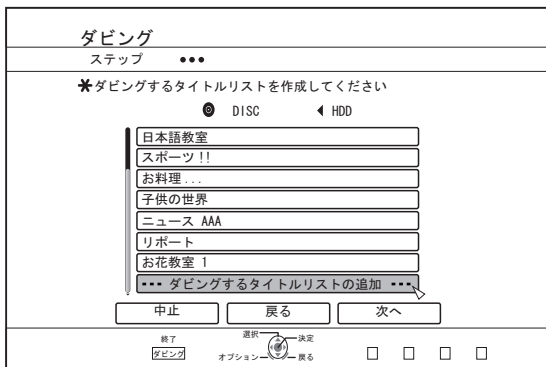 ダビング
ステップ •••
*ダビングするタイトルリストを作成してください
DISC HDD
日本語教室
スポーツ!!
お料理...
子供の世界
ニュース AAA
リポート
お花教室 1
••• ダビングするタイトルリストの追加 •••
中止 戻る 次へ
終了
ダビング
選択 決定
オプション 戻る